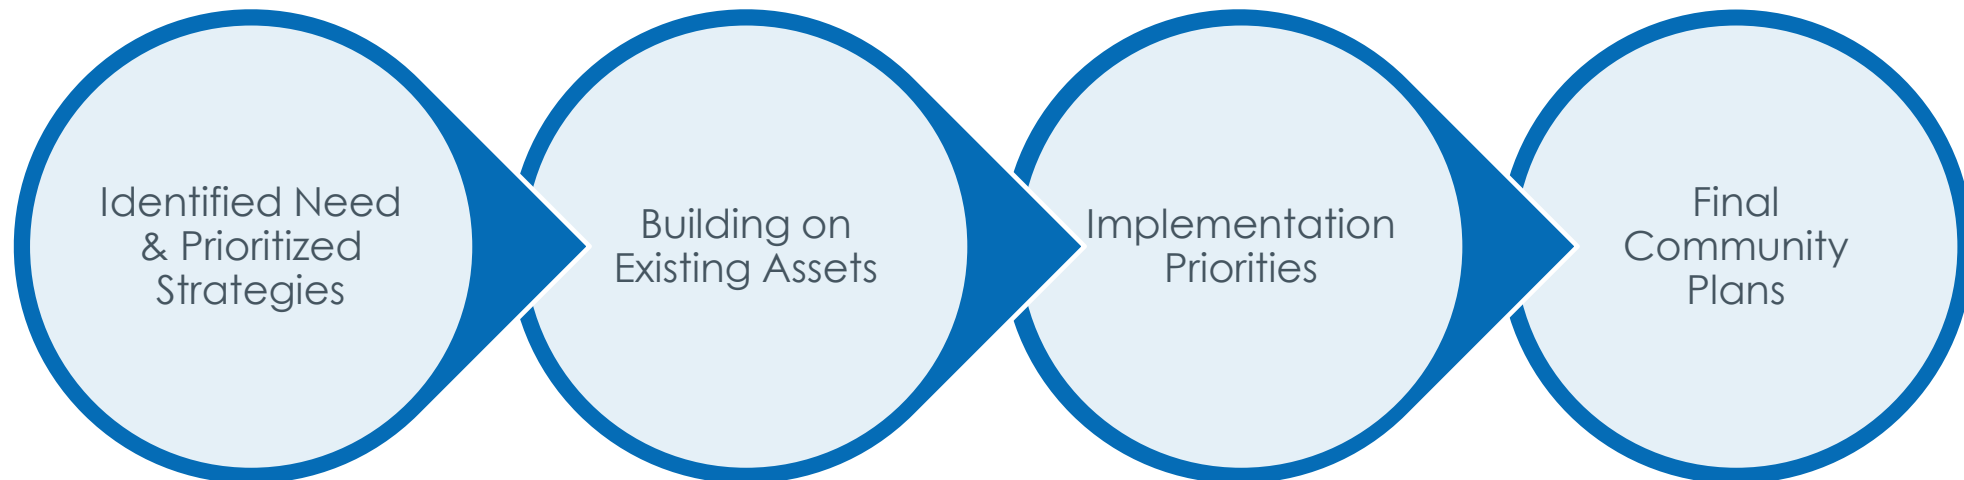 Identified Need
& Prioritized
Strategies
Building on
Existing Assets
Implementation
Priorities
Final
Community
Plans